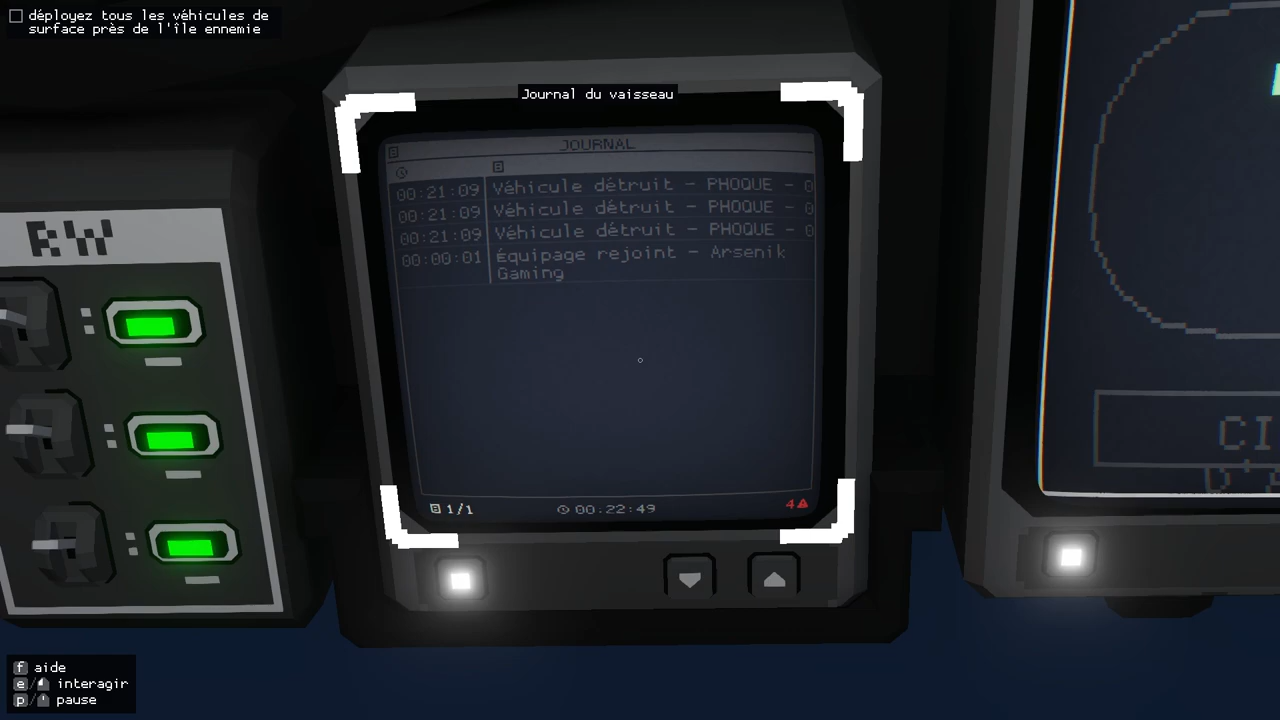 déployez tous les véhicules de
surface près de l'île ennemie
Journal du vaisseau
JOURNAL
00:21:09 Véhicule détruit - PHOQUE - 0
00:21:09 Véhicule détruit - PHOQUE - 0
00:21:09 Véhicule détruit - PHOQUE - 0
00:00:01 Équipage rejoint - Arsenik
Gaming
1/1
00:22:49
4
RW
CI
D'A
f aide
e/ interagir
p/ pause